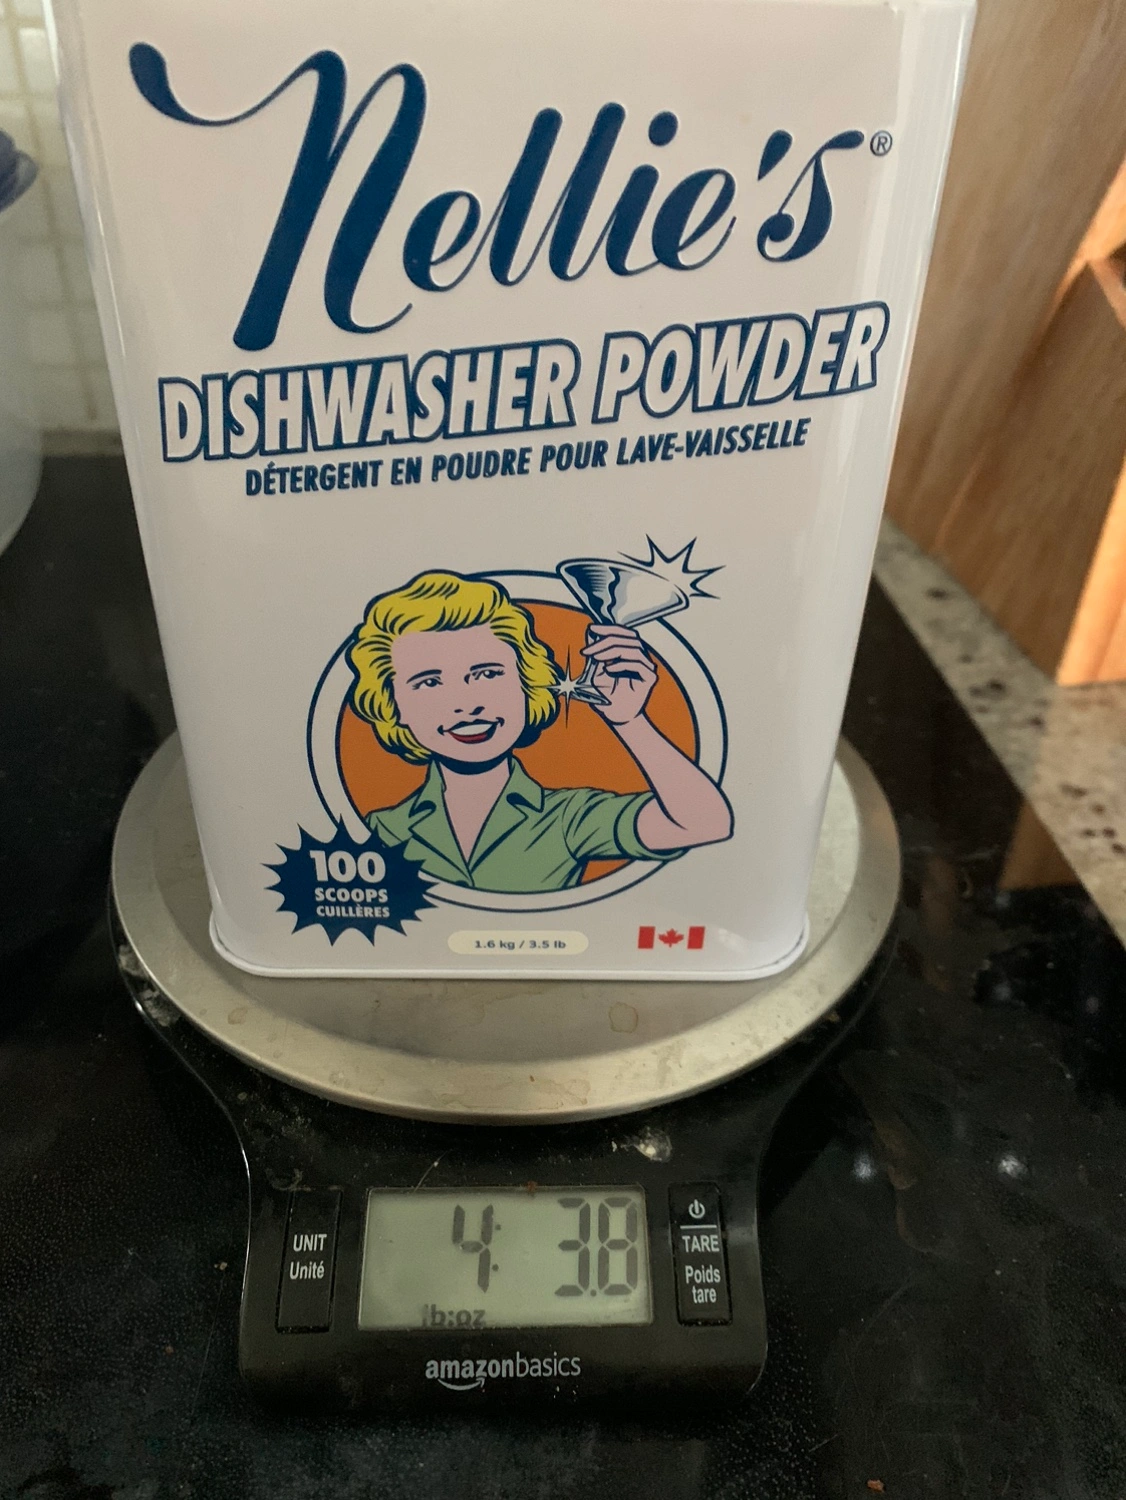 Nellie's®
DISHWASHER POWDER
DÉTERGENT EN POUDRE POUR LAVE-VAISSELLE
100
SCOOPS
CUILLÈRES
1.6 kg / 3.5 lb
UNIT
Unité
4: 3.8
lb:oz
TARE
Poids
tare
amazonbasics